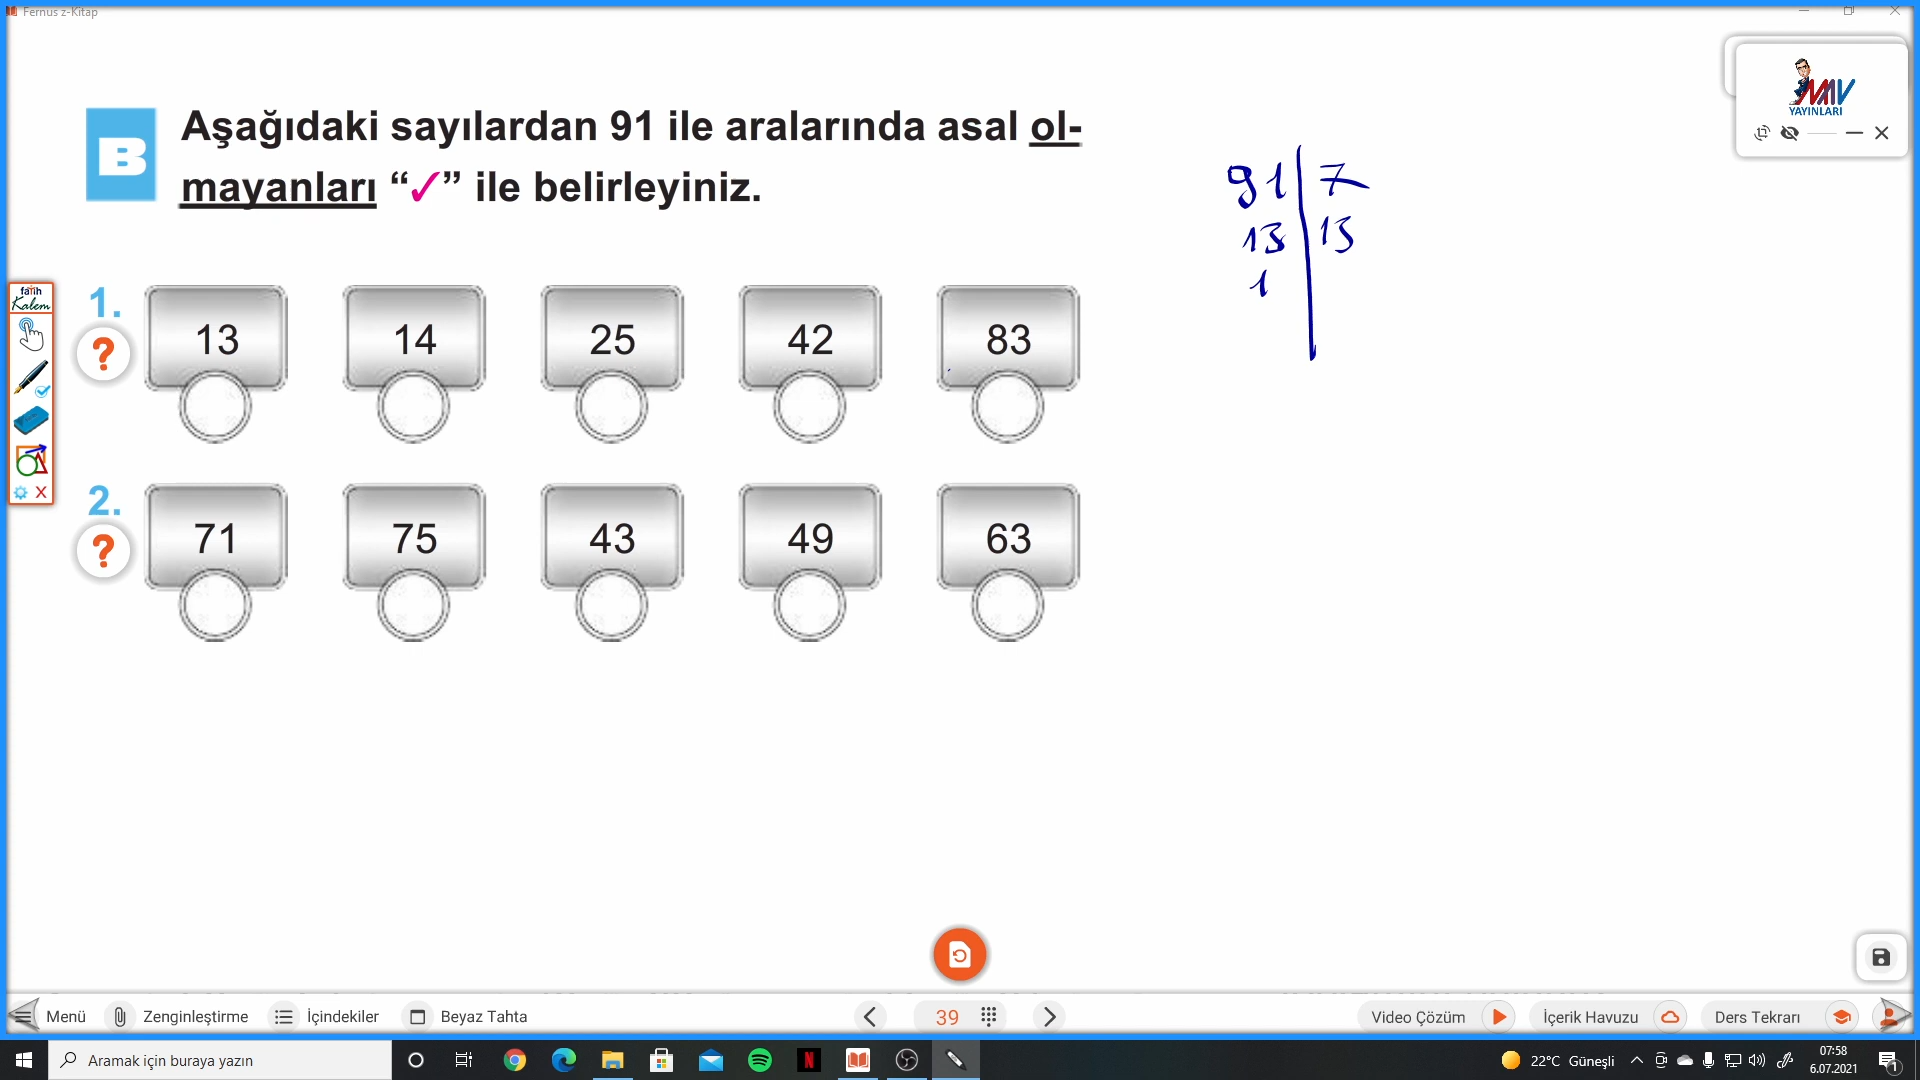 Fernus z-Kitap
MAV
YAYINLARI
B
Aşağıdaki sayılardan 91 ile aralarında asal ol-
mayanları “✓” ile belirleyiniz.
91 7
13 13
1
fatih
Kalem
1.
?
13 14 25 42 83
2.
?
71 75 43 49 63
Menü Zenginleştirme İçindekiler Beyaz Tahta 39 Video Çözüm İçerik Havuzu Ders Tekrarı
Aramak için buraya yazın
22°C Güneşli
07:58
6.07.2021
1